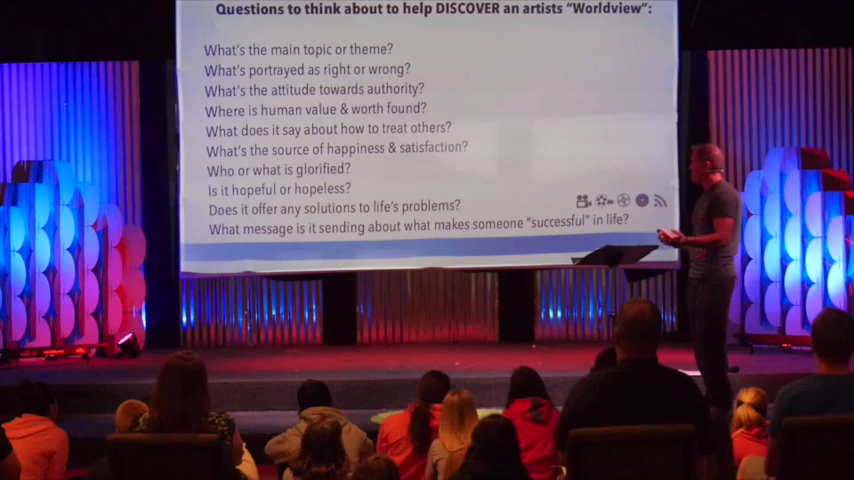 Questions to think about to help DISCOVER an artists “Worldview”:
What's the main topic or theme?
What's portrayed as right or wrong?
What's the attitude towards authority?
Where is human value & worth found?
What does it say about how to treat others?
What's the source of happiness & satisfaction?
Who or what is glorified?
Is it hopeful or hopeless?
Does it offer any solutions to life's problems?
What message is it sending about what makes someone “successful” in life?